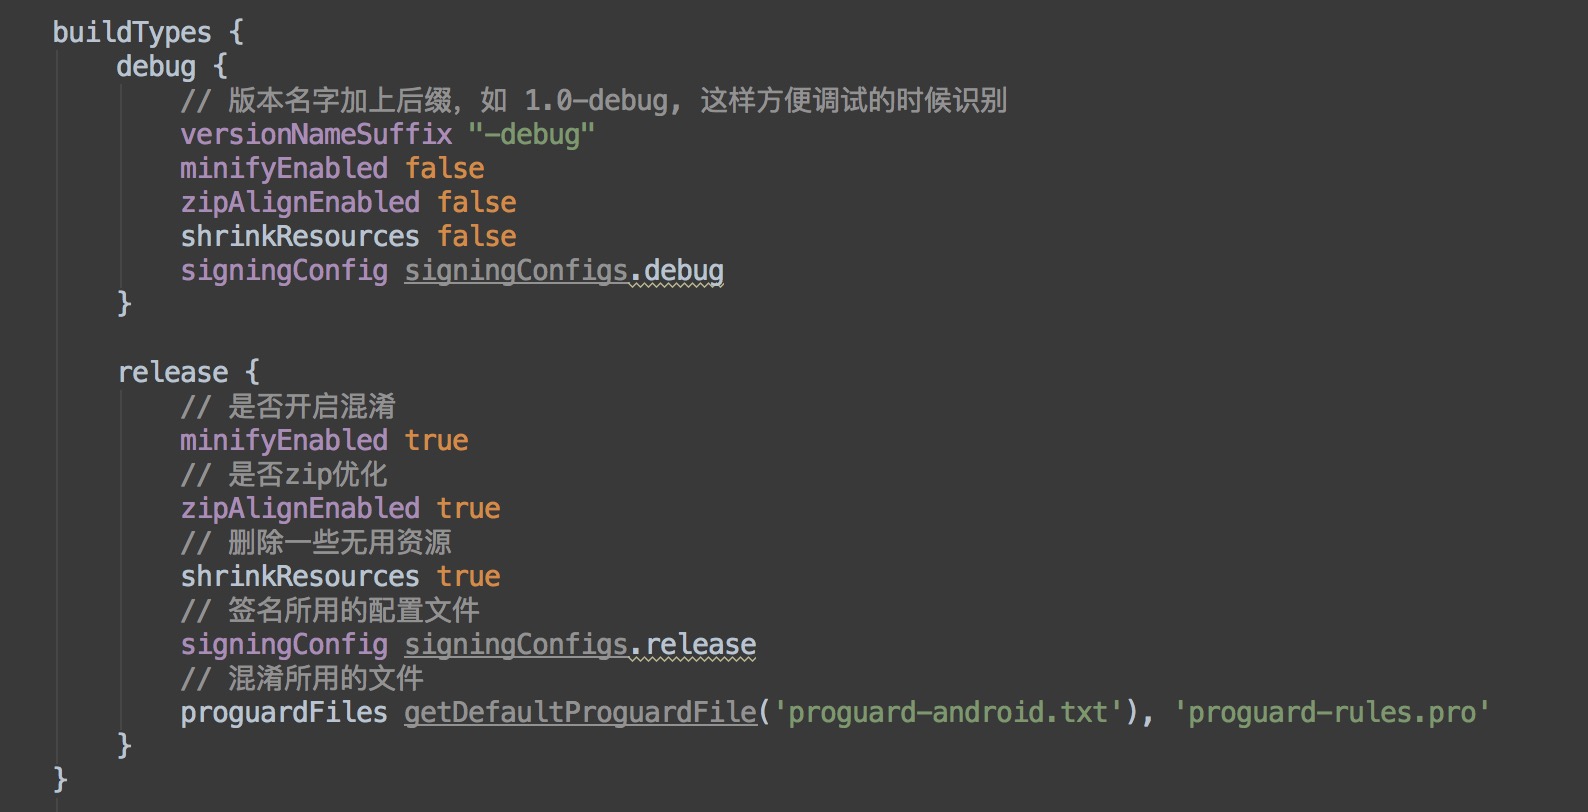 buildTypes {
debug {
// 版本名字加上后缀，如 1.0-debug, 这样方便调试的时候识别
versionNameSuffix "-debug"
minifyEnabled false
zipAlignEnabled false
shrinkResources false
signingConfig signingConfigs.debug
}
release {
// 是否开启混淆
minifyEnabled true
// 是否zip优化
zipAlignEnabled true
// 删除一些无用资源
shrinkResources true
// 签名所用的配置文件
signingConfig signingConfigs.release
// 混淆所用的文件
proguardFiles getDefaultProguardFile('proguard-android.txt'), 'proguard-rules.pro'
}
}